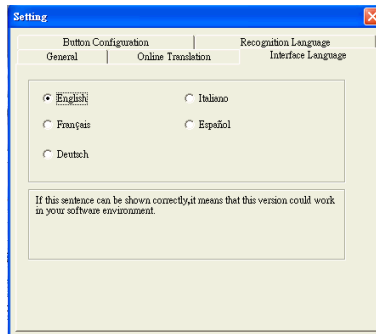 Setting
Button Configuration
Recognition Language
General
Online Translation
Interface Language
English
Italiano
Français
Español
Deutsch
If this sentence can be shown correctly,it means that this version could work
in your software environment.